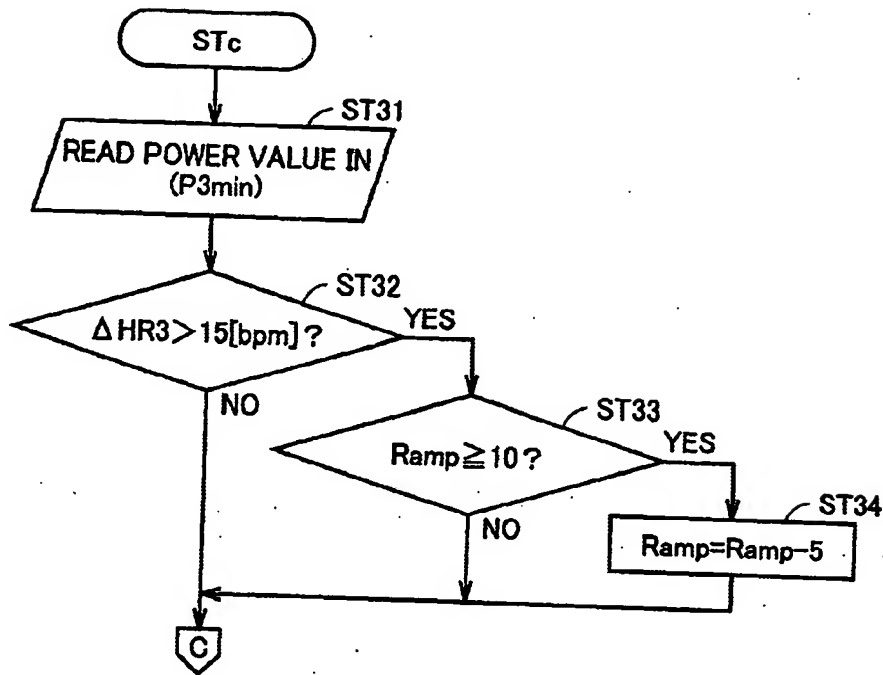 STc
ST31
READ POWER VALUE IN
(P3min)
ST32
ΔHR3>15[bpm]?
YES
NO
ST33
Ramp≧10?
YES
NO
ST34
Ramp=Ramp-5
C